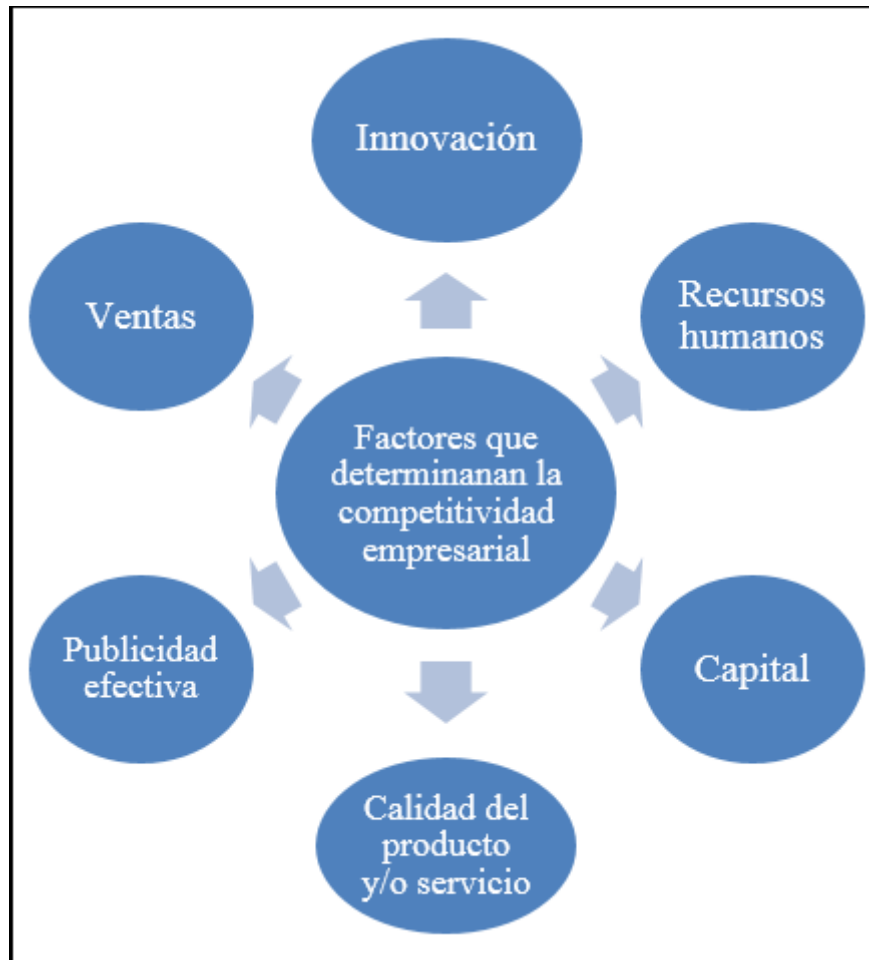 Innovación
Ventas
Recursos
humanos
Factores que
determinanan la
competitividad
empresarial
Publicidad
efectiva
Capital
Calidad del
producto
y/o servicio